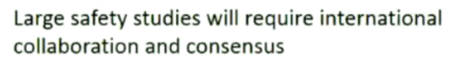 Large safety studies will require international
collaboration and consensus